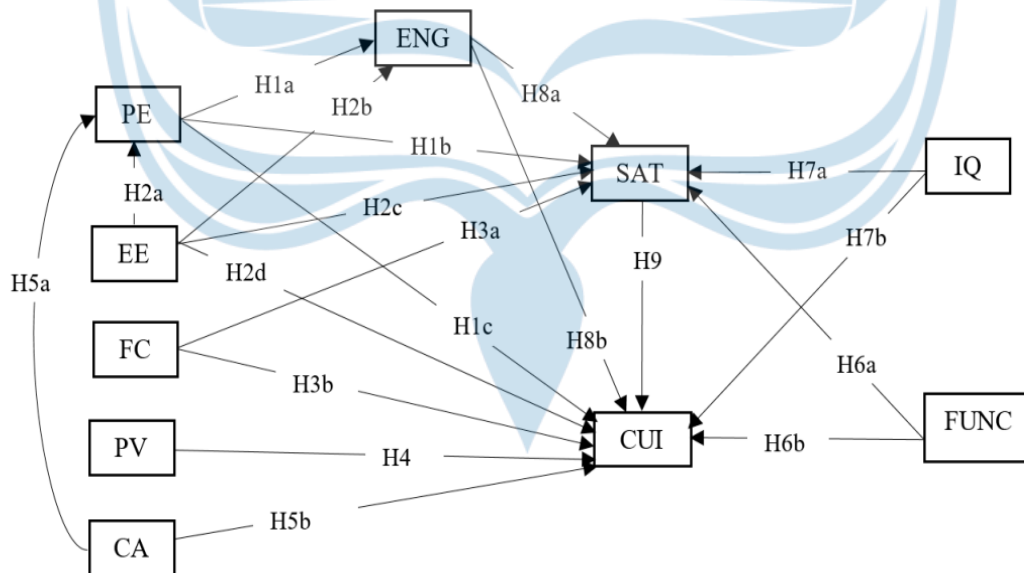 ENG
H1a
H8a
H2b
PE
H1b
SAT
H7a
IQ
H2a
H2c
H3a
H7b
EE
H2d
H9
H5a
H1c
H8b
FC
H6a
H3b
FUNC
CUI
H6b
PV
H4
H5b
CA